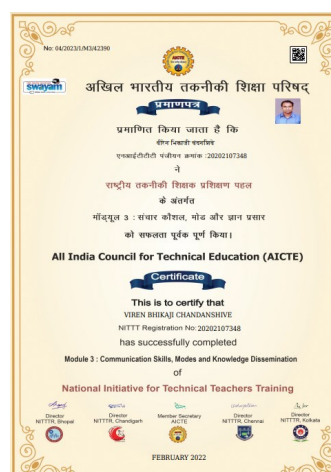 No: 04/2023/1/M3/42390
swayam
अखिल भारतीय तकनीकी शिक्षा परिषद्
प्रमाणपत्र
प्रमाणित किया जाता है कि
एनआईटीटीटी पंजीयन क्रमांक :20202107348
ने
राष्ट्रीय तकनीकी शिक्षक प्रशिक्षण पहल
के अंतर्गत
मॉड्यूल 3 : संचार कौशल, मोड और ज्ञान प्रसार
को सफलता पूर्वक पूर्ण किया।
All India Council for Technical Education (AICTE)
Certificate
This is to certify that
VIREN BHIKAJI CHANDANSHIVE
NITTT Registration No: 20202107348
has successfully completed
Module 3 : Communication Skills, Modes and Knowledge Dissemination
of
National Initiative for Technical Teachers Training
Director
NITTTR, Bhopal
Director
NITTTR, Chandigarh
Member Secretary
AICTE
Director
NITTTR, Chennai
Director
NITTTR, Kolkata
FEBRUARY 2022